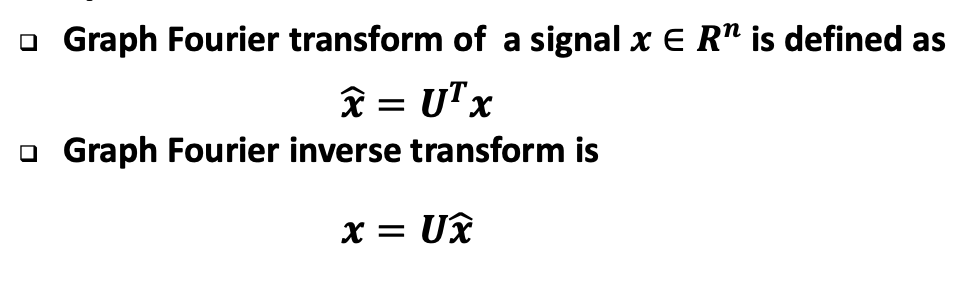 ❑ Graph Fourier transform of a signal x ∈ Rⁿ is defined as
x̂ = Uᵀx
❑ Graph Fourier inverse transform is
x = Ux̂